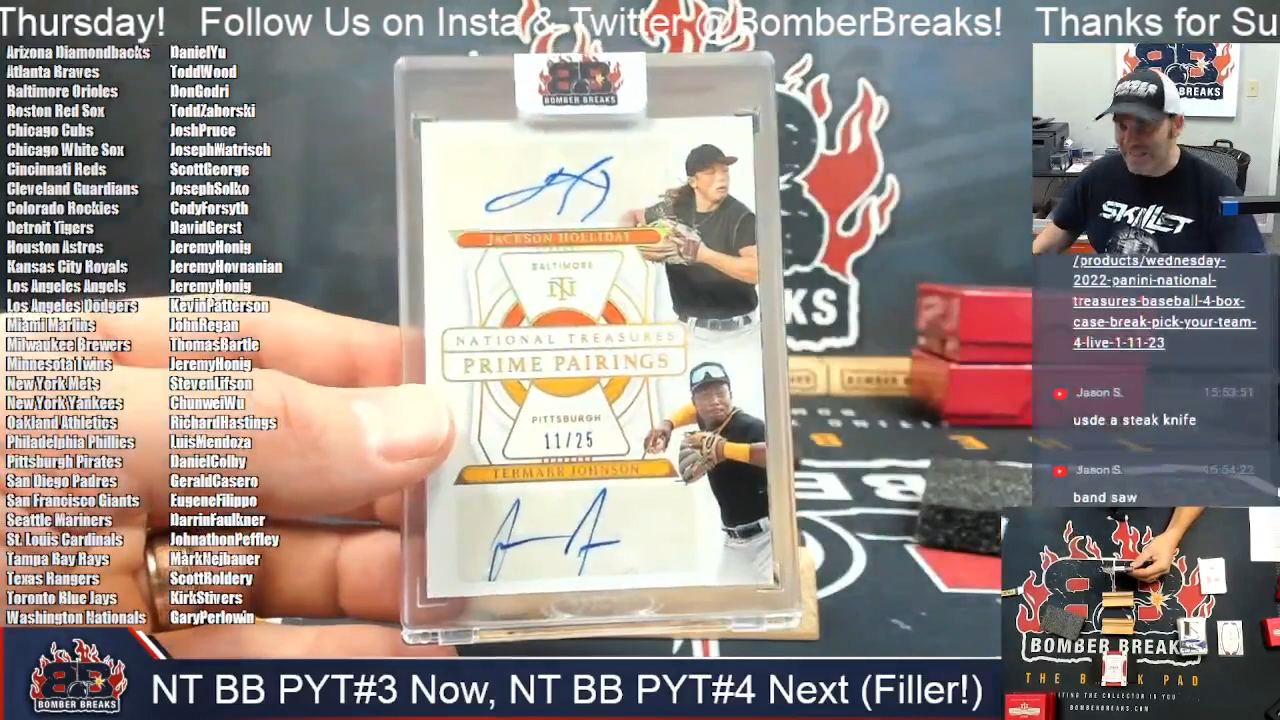 Thursday! Follow Us on Insta & Twitter @BomberBreaks! Thanks for Su
Arizona Diamondbacks DanielYu
Atlanta Braves ToddWood
Baltimore Orioles DonGodri
Boston Red Sox ToddZaborski
Chicago Cubs JoshPruce
Chicago White Sox JosephMatrisch
Cincinnati Reds ScottGeorge
Cleveland Guardians JosephSolko
Colorado Rockies CodyForsyth
Detroit Tigers DavidGerst
Houston Astros JeremyHonig
Kansas City Royals JeremyHovnanian
Los Angeles Angels JeremyHonig
Los Angeles Dodgers KevinPatterson
Miami Marlins JohnRegan
Milwaukee Brewers ThomasBartle
Minnesota Twins JeremyHonig
New York Mets StevenLifson
New York Yankees ChunweiWu
Oakland Athletics RichardHastings
Philadelphia Phillies LuisMendoza
Pittsburgh Pirates DanielColby
San Diego Padres GeraldCasero
San Francisco Giants EugeneFilippo
Seattle Mariners DarrinFaulkner
St. Louis Cardinals JohnathonPeffley
Tampa Bay Rays MarkNejbauer
Texas Rangers ScottBoldery
Toronto Blue Jays KirkStivers
Washington Nationals GaryPerlowin
BOMBER BREAKS
JACKSON HOLLIDAY
BALTIMORE
NT
NATIONAL TREASURES
PRIME PAIRINGS
PITTSBURGH
11/25
TERMARR JOHNSON
SKILLET
/products/wednesday-
2022-panini-national-
treasures-baseball-4-box-
case-break-pick-your-team-
4-live-1-11-23
Jason S. 15:53:51
usde a steak knife
Jason S. 15:54:22
band saw
BOMBER BREAKS
THE BREAK PAD
BOMBERBREAKS.COM
BOMBER BREAKS
NT BB PYT#3 Now, NT BB PYT#4 Next (Filler!)